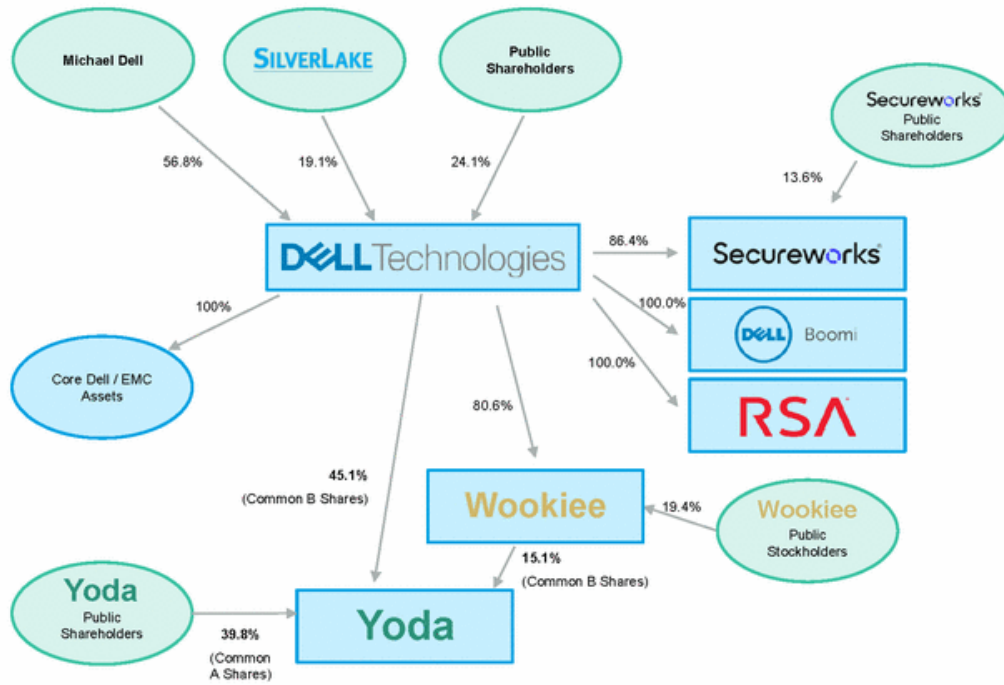 Michael Dell
SILVERLAKE
Public
Shareholders
Secureworks
Public
Shareholders
56.8%
19.1%
24.1%
13.6%
DELL Technologies
86.4%
Secureworks
100%
100.0%
DELL Boomi
Core Dell / EMC
Assets
100.0%
RSA
80.6%
45.1%
(Common B Shares)
Wookiee
19.4%
Wookiee
Public
Stockholders
15.1%
(Common B Shares)
Yoda
Public
Shareholders
39.8%
(Common
A Shares)
Yoda